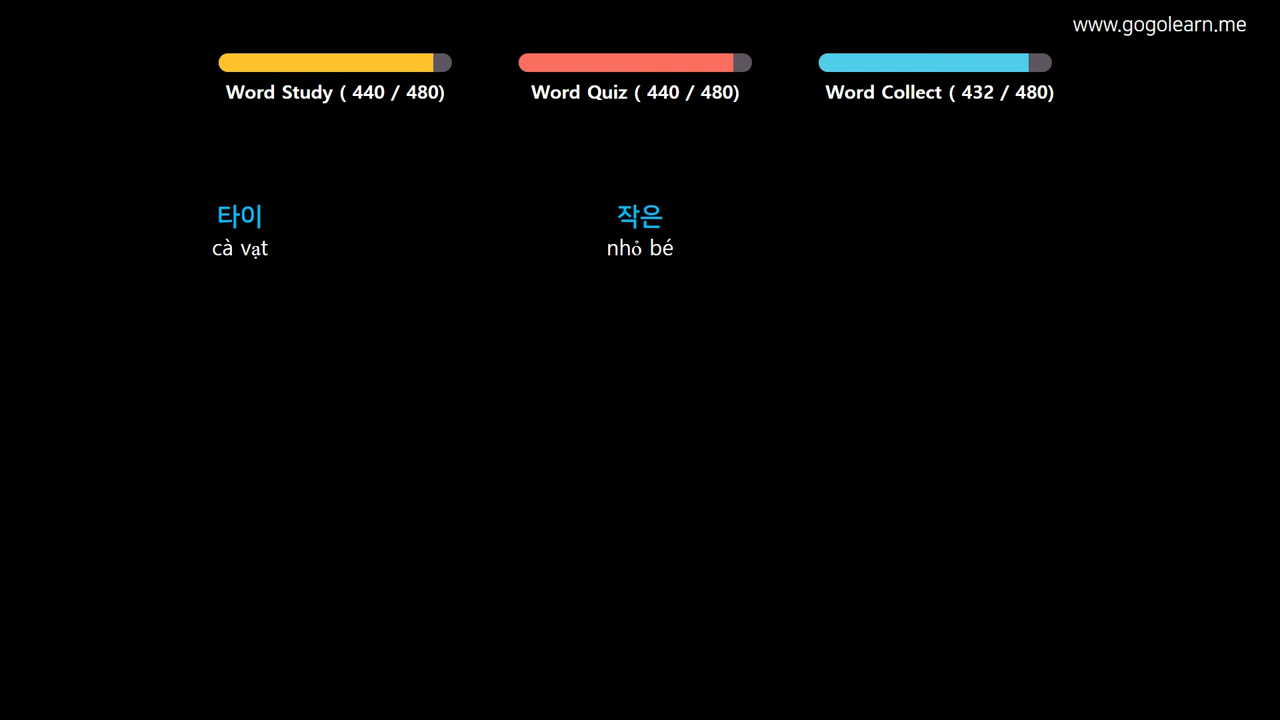 www.gogolearn.me
Word Study ( 440 / 480)
Word Quiz ( 440 / 480)
Word Collect ( 432 / 480)
타이
cà vạt
작은
nhỏ bé